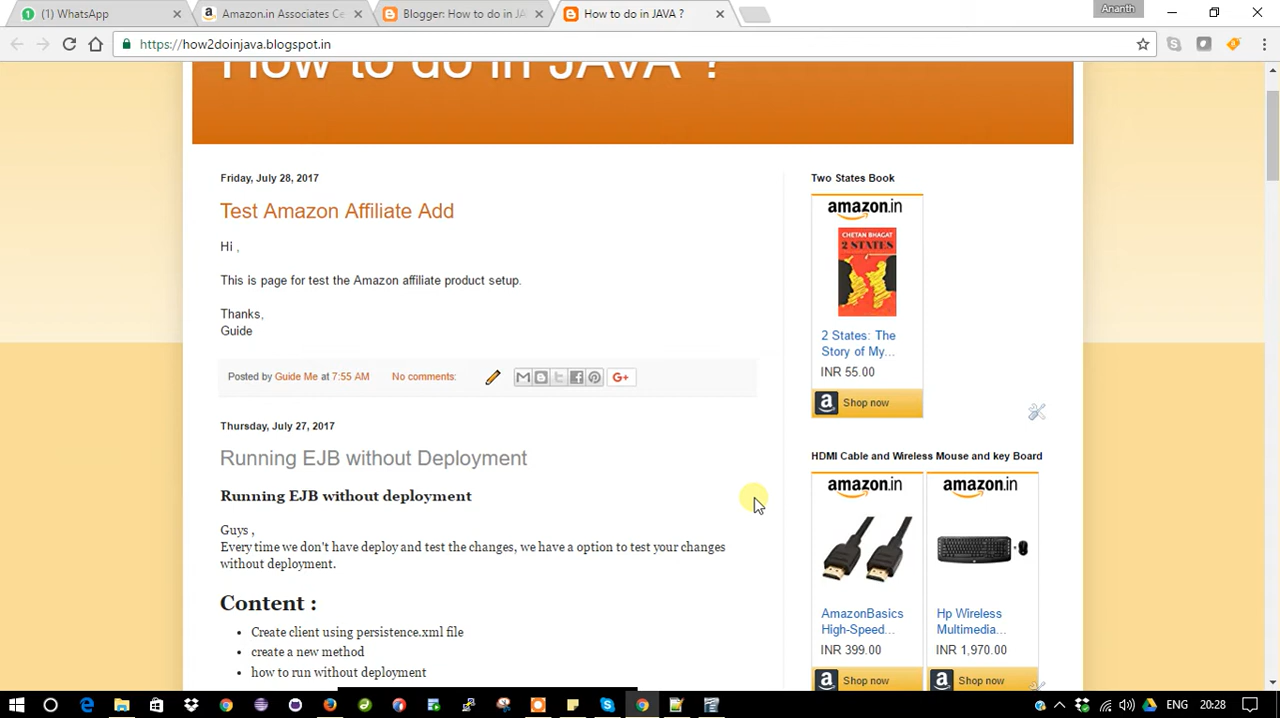 (1) WhatsApp
Amazon.in Associates Ce
Blogger: How to do in JA
How to do in JAVA ?
Ananth
https://how2doinjava.blogspot.in
How to do in JAVA ?
Friday, July 28, 2017
Test Amazon Affiliate Add
Hi ,
This is page for test the Amazon affiliate product setup.
Thanks,
Guide
Posted by Guide Me at 7:55 AM No comments:
G+
Thursday, July 27, 2017
Running EJB without Deployment
Running EJB without deployment
Guys ,
Every time we don't have deploy and test the changes, we have a option to test your changes
without deployment.
Content :
• Create client using persistence.xml file
• create a new method
• how to run without deployment
Two States Book
amazon.in
CHETAN BHAGAT
2 STATES
2 States: The
Story of My...
INR 55.00
Shop now
HDMI Cable and Wireless Mouse and key Board
amazon.in
AmazonBasics
High-Speed...
INR 399.00
Shop now
amazon.in
Hp Wireless
Multimedia...
INR 1,970.00
Shop now
ENG 20:28